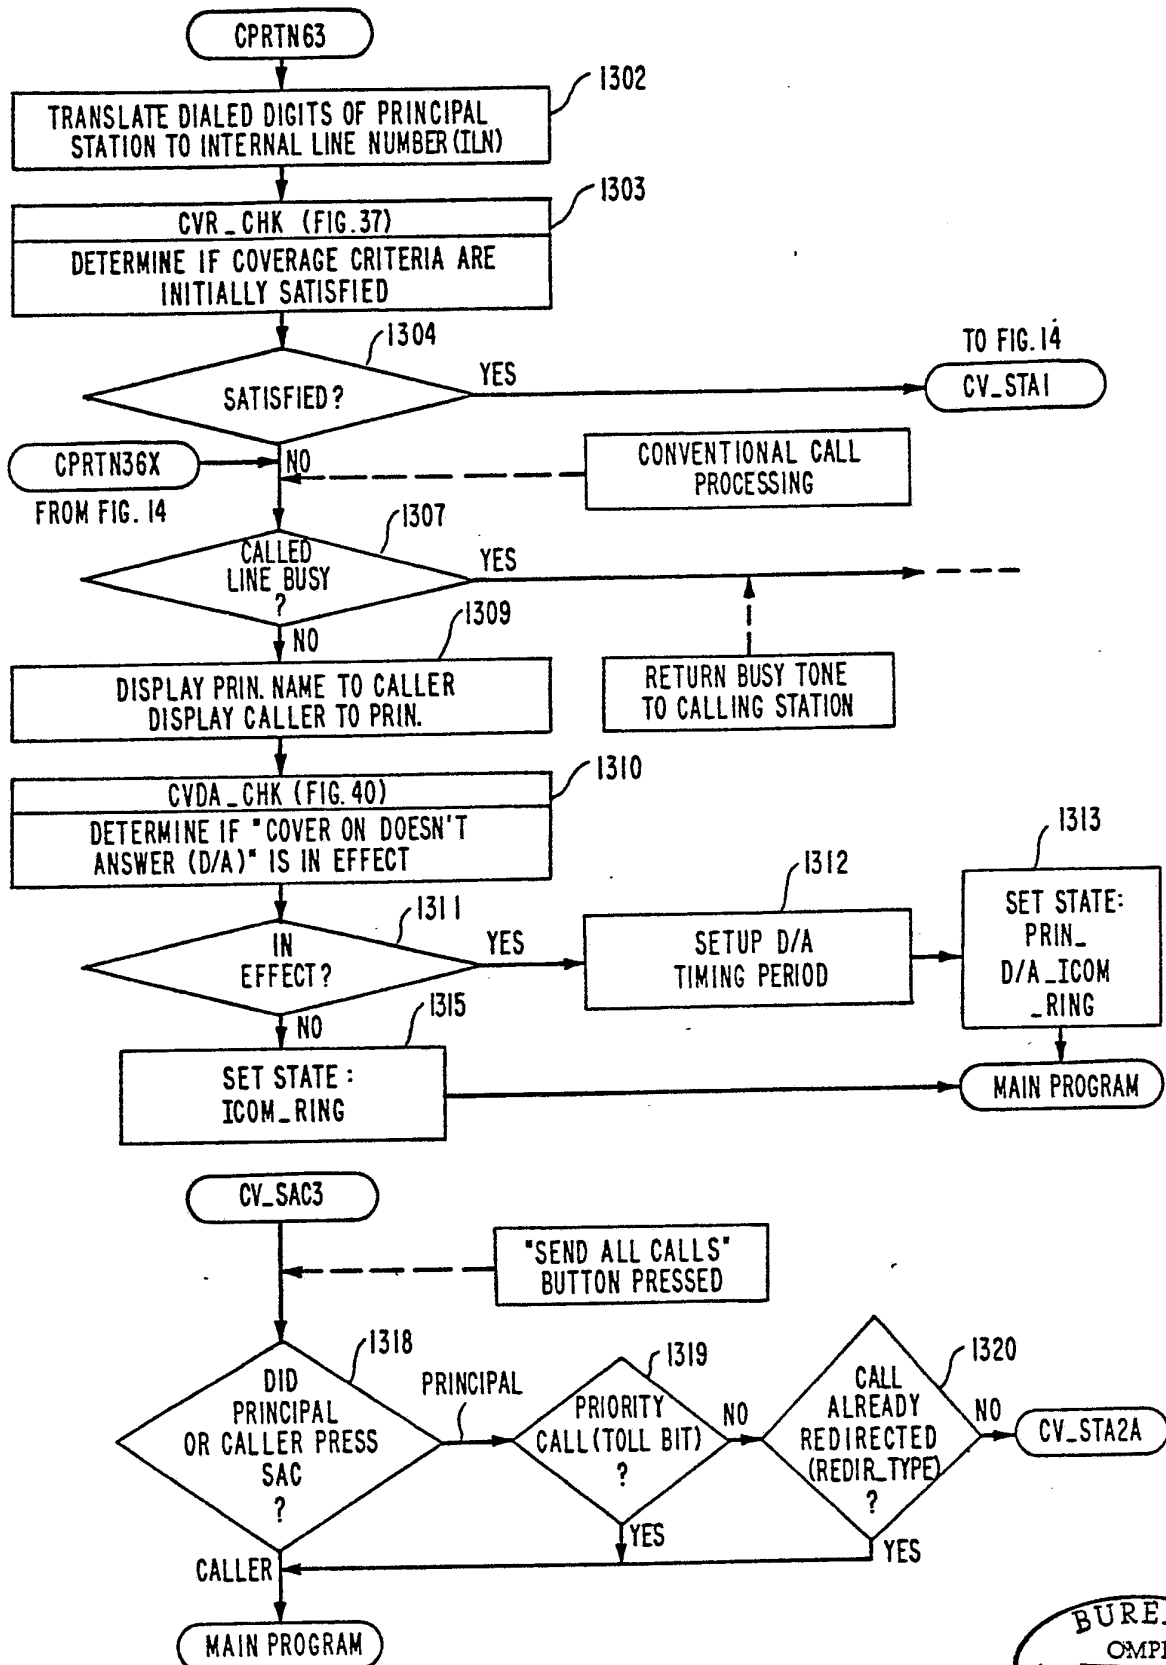 CPRTN63
1302
TRANSLATE DIALED DIGITS OF PRINCIPAL
STATION TO INTERNAL LINE NUMBER (ILN)
1303
CVR_CHK (FIG.37)
DETERMINE IF COVERAGE CRITERIA ARE
INITIALLY SATISFIED
1304
SATISFIED?
YES
TO FIG.14
CV_STA1
CPRTN36X
FROM FIG. 14
NO
CONVENTIONAL CALL
PROCESSING
1307
CALLED
LINE BUSY
?
YES
NO
RETURN BUSY TONE
TO CALLING STATION
1309
DISPLAY PRIN. NAME TO CALLER
DISPLAY CALLER TO PRIN.
1310
CVDA_CHK (FIG.40)
DETERMINE IF "COVER ON DOESN'T
ANSWER (D/A)" IS IN EFFECT
1311
IN
EFFECT?
YES
NO
1312
SETUP D/A
TIMING PERIOD
1313
SET STATE:
PRIN_
D/A_ICOM
_RING
1315
SET STATE:
ICOM_RING
MAIN PROGRAM
CV_SAC3
"SEND ALL CALLS"
BUTTON PRESSED
1318
DID
PRINCIPAL
OR CALLER PRESS
SAC
?
PRINCIPAL
1319
PRIORITY
CALL (TOLL BIT)
?
NO
YES
1320
CALL
ALREADY
REDIRECTED
(REDIR_TYPE)
?
NO
CV_STA2A
YES
CALLER
MAIN PROGRAM
BUREA
OMPI